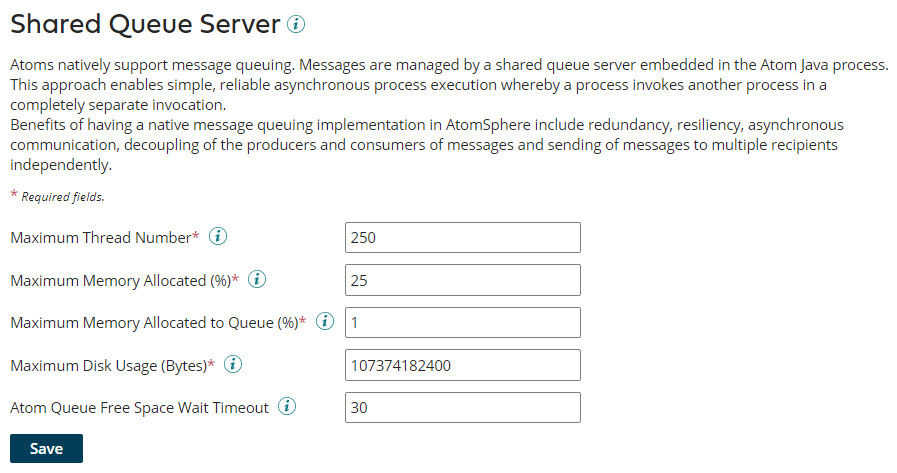 Shared Queue Server i
Atoms natively support message queuing. Messages are managed by a shared queue server embedded in the Atom Java process.
This approach enables simple, reliable asynchronous process execution whereby a process invokes another process in a
completely separate invocation.
Benefits of having a native message queuing implementation in AtomSphere include redundancy, resiliency, asynchronous
communication, decoupling of the producers and consumers of messages and sending of messages to multiple recipients
independently.
* Required fields.
Maximum Thread Number* i 250
Maximum Memory Allocated (%)* i 25
Maximum Memory Allocated to Queue (%)* i 1
Maximum Disk Usage (Bytes)* i 107374182400
Atom Queue Free Space Wait Timeout i 30
Save